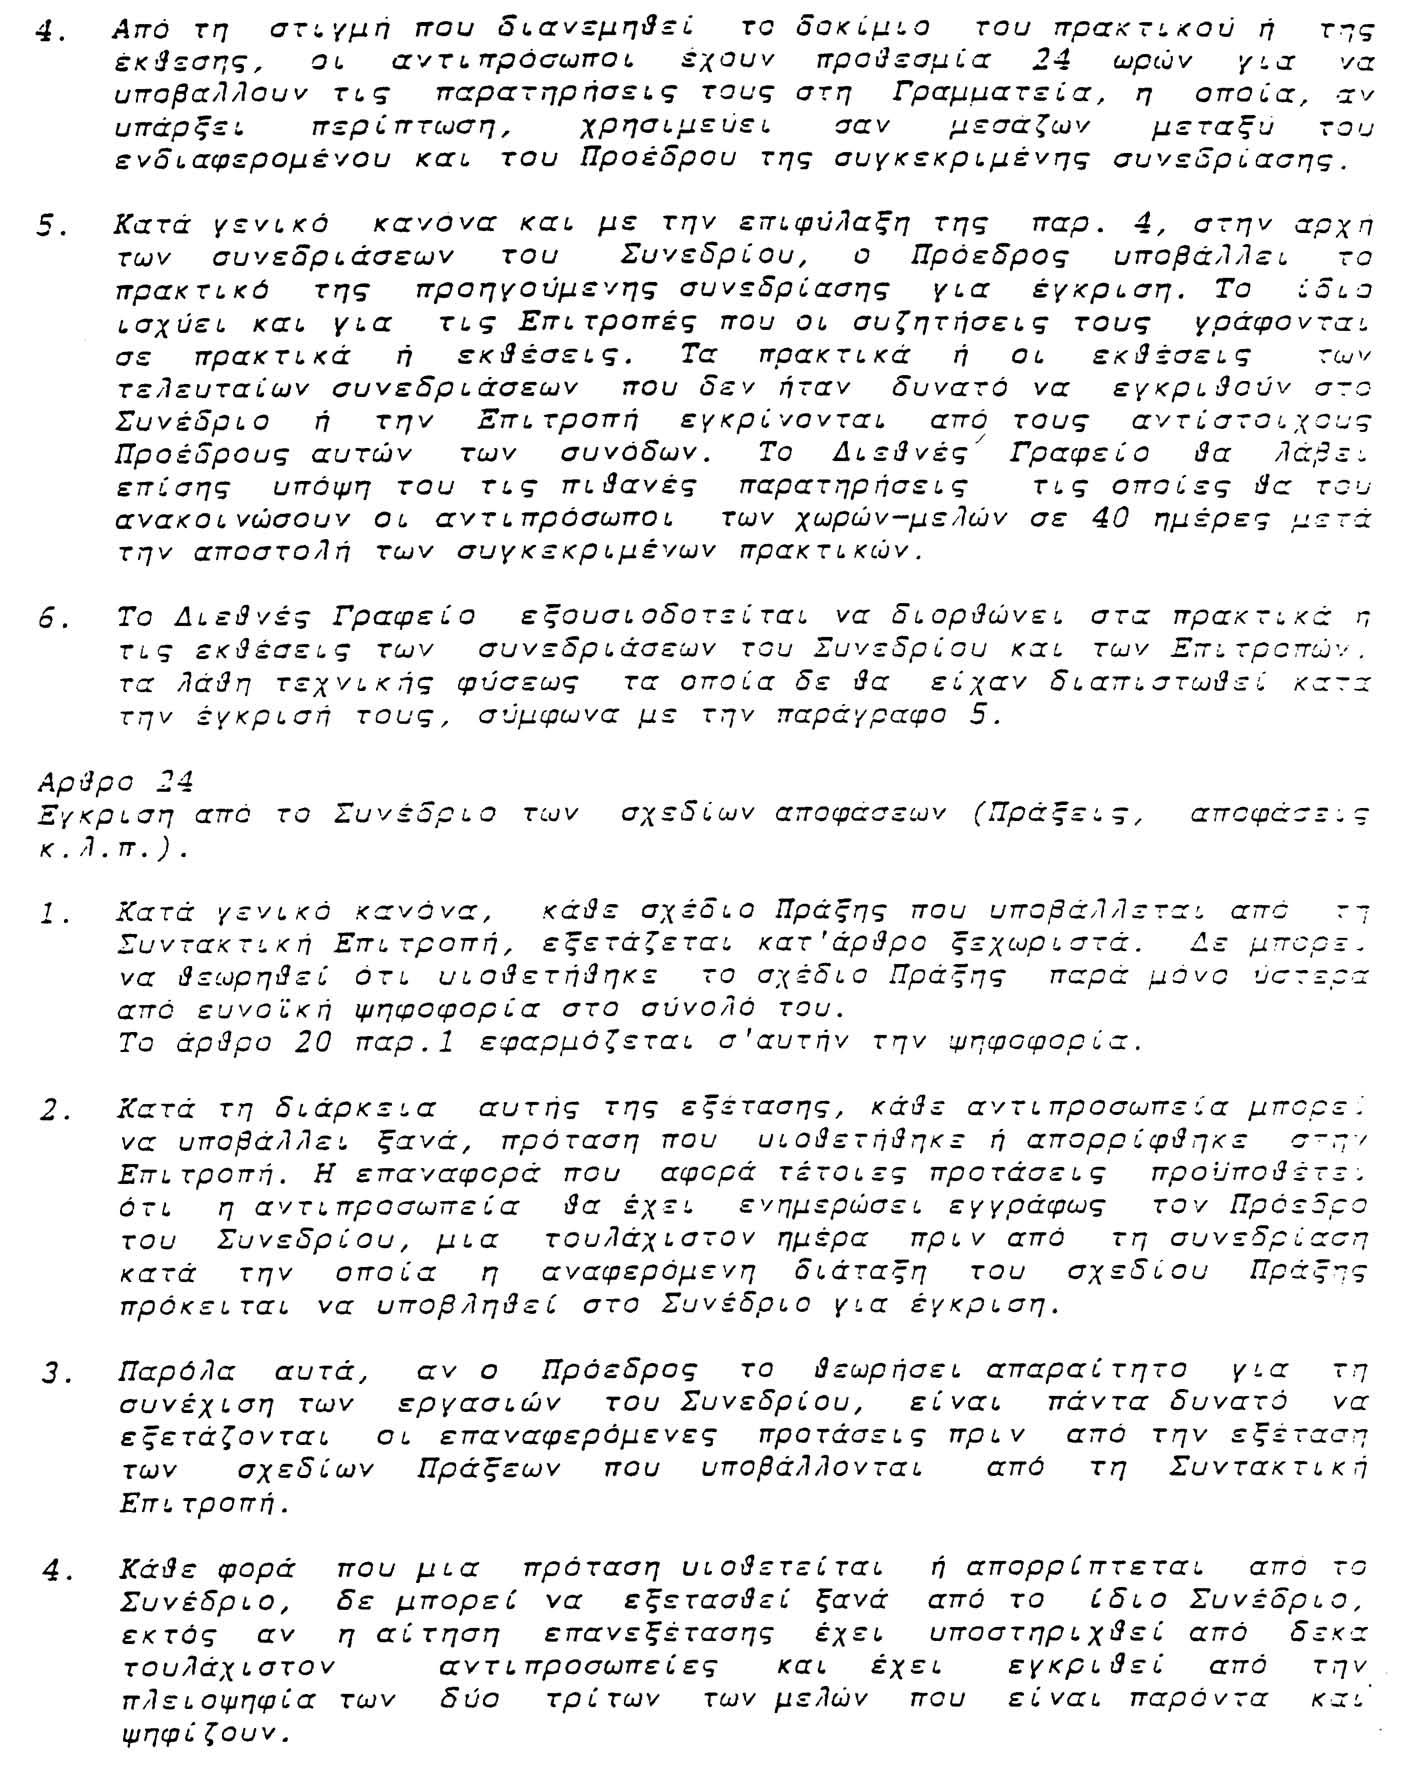 4. Από τη στιγμή που διανεμηθεί το δοκίμιο του πρακτικού ή της
έκθεσης, οι αντιπρόσωποι έχουν προθεσμία 24 ωρών για να
υποβαλλουν τις παρατηρήσεις τους στη Γραμματεία, η οποία, αν
υπάρξει περίπτωση, χρησιμεύει σαν μεσάζων μεταξύ του
ενδιαφερομένου και του Προέδρου της συγκεκριμένης συνεδρίασης.
5. Κατά γενικό κανόνα και με την επιφύλαξη της παρ. 4, στην αρχή
των συνεδριάσεων του Συνεδρίου, ο Πρόεδρος υποβάλλει το
πρακτικό της προηγούμενης συνεδρίασης για έγκριση. Το ίδιο
ισχύει και για τις Επιτροπές που οι συζητήσεις τους γράφονται
σε πρακτικά ή εκθέσεις. Τα πρακτικά ή οι εκθέσεις των
τελευταίων συνεδριάσεων που δεν ήταν δυνατό να εγκριθούν στο
Συνέδριο ή την Επιτροπή εγκρίνονται από τους αντίστοιχους
Προέδρους αυτών των συνόδων. Το Διεθνές Γραφείο θα λάβει
επίσης υπόψη του τις πιθανές παρατηρήσεις τις οποίες θα του
ανακοινώσουν οι αντιπρόσωποι των χωρών-μελών σε 40 ημέρες μετά
την αποστολή των συγκεκριμένων πρακτικών.
6. Το Διεθνές Γραφείο εξουσιοδοτείται να διορθώνει στα πρακτικά η
τις εκθέσεις των συνεδριάσεων του Συνεδρίου και των Επιτροπών,
τα λάθη τεχνικής φύσεως τα οποία δε θα είχαν διαπιστωθεί κατα
την έγκρισή τους, σύμφωνα με την παράγραφο 5.
Αρθρο 24
Εγκριση από το Συνέδριο των σχεδίων αποφάσεων (Πράξεις, αποφάσεις
κ.λ.π.).
1. Κατά γενικό κανόνα, κάθε σχέδιο Πράξης που υποβάλλεται από τη
Συντακτική Επιτροπή, εξετάζεται κατ'άρθρο ξεχωριστά. Δε μπορεί
να θεωρηθεί ότι υιοθετήθηκε το σχέδιο Πράξης παρά μόνο ύστερα
από ευνοϊκή ψηφοφορία στο σύνολό του.
Το άρθρο 20 παρ.1 εφαρμόζεται σ'αυτήν την ψηφοφορία.
2. Κατά τη διάρκεια αυτής της εξέτασης, κάθε αντιπροσωπεία μπορεί
να υποβάλλει ξανά, πρόταση που υιοθετήθηκε ή απορρίφθηκε στην
Επιτροπή. Η επαναφορά που αφορά τέτοιες προτάσεις προϋποθέτει
ότι η αντιπροσωπεία θα έχει ενημερώσει εγγράφως τον Πρόεδρο
του Συνεδρίου, μια τουλάχιστον ημέρα πριν από τη συνεδρίαση
κατά την οποία η αναφερόμενη διάταξη του σχεδίου Πράξης
πρόκειται να υποβληθεί στο Συνέδριο για έγκριση.
3. Παρόλα αυτά, αν ο Πρόεδρος το θεωρήσει απαραίτητο για τη
συνέχιση των εργασιών του Συνεδρίου, είναι πάντα δυνατό να
εξετάζονται οι επαναφερόμενες προτάσεις πριν από την εξέταση
των σχεδίων Πράξεων που υποβάλλονται από τη Συντακτική
Επιτροπή.
4. Κάθε φορά που μια πρόταση υιοθετείται ή απορρίπτεται από το
Συνέδριο, δε μπορεί να εξετασθεί ξανά από το ίδιο Συνέδριο,
εκτός αν η αίτηση επανεξέτασης έχει υποστηριχθεί από δεκα
τουλάχιστον αντιπροσωπείες και έχει εγκριθεί από την
πλειοψηφία των δύο τρίτων των μελών που είναι παρόντα και
ψηφίζουν.